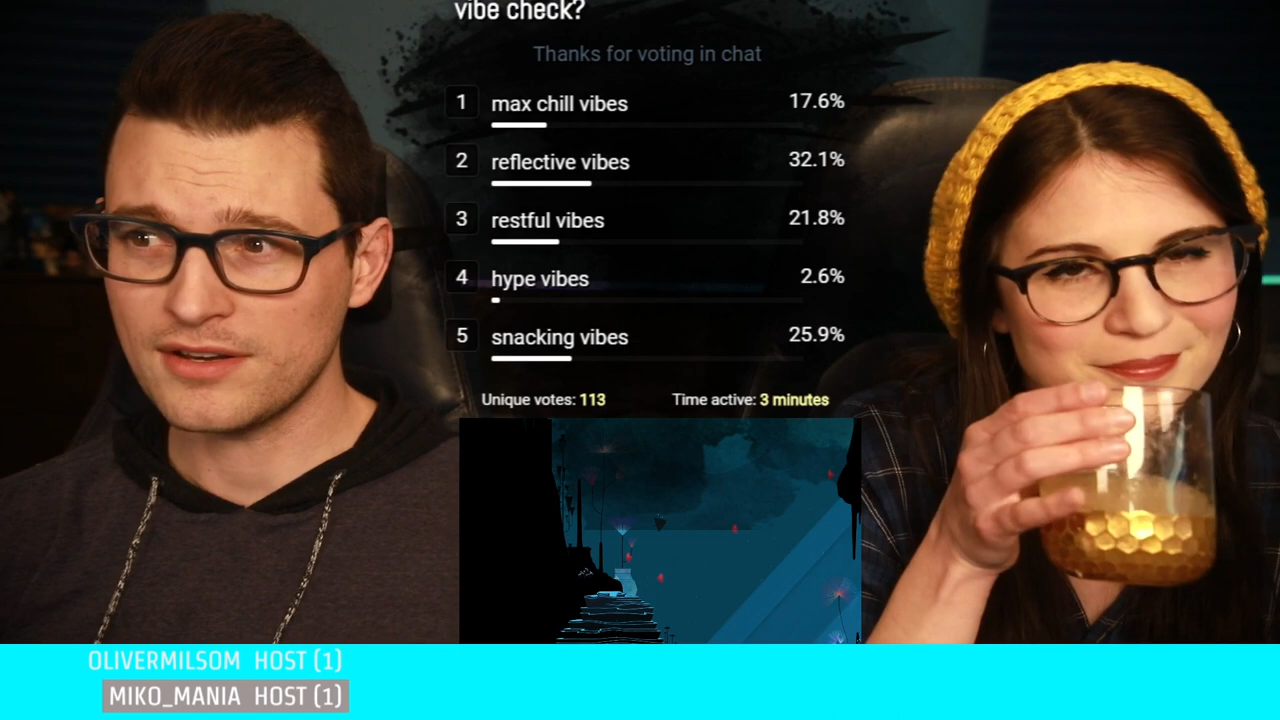 vibe check?
Thanks for voting in chat
1 max chill vibes 17.6%
2 reflective vibes 32.1%
3 restful vibes 21.8%
4 hype vibes 2.6%
5 snacking vibes 25.9%
Unique votes: 113 Time active: 3 minutes
OLIVERMILSOM HOST (1)
MIKO_MANIA HOST (1)